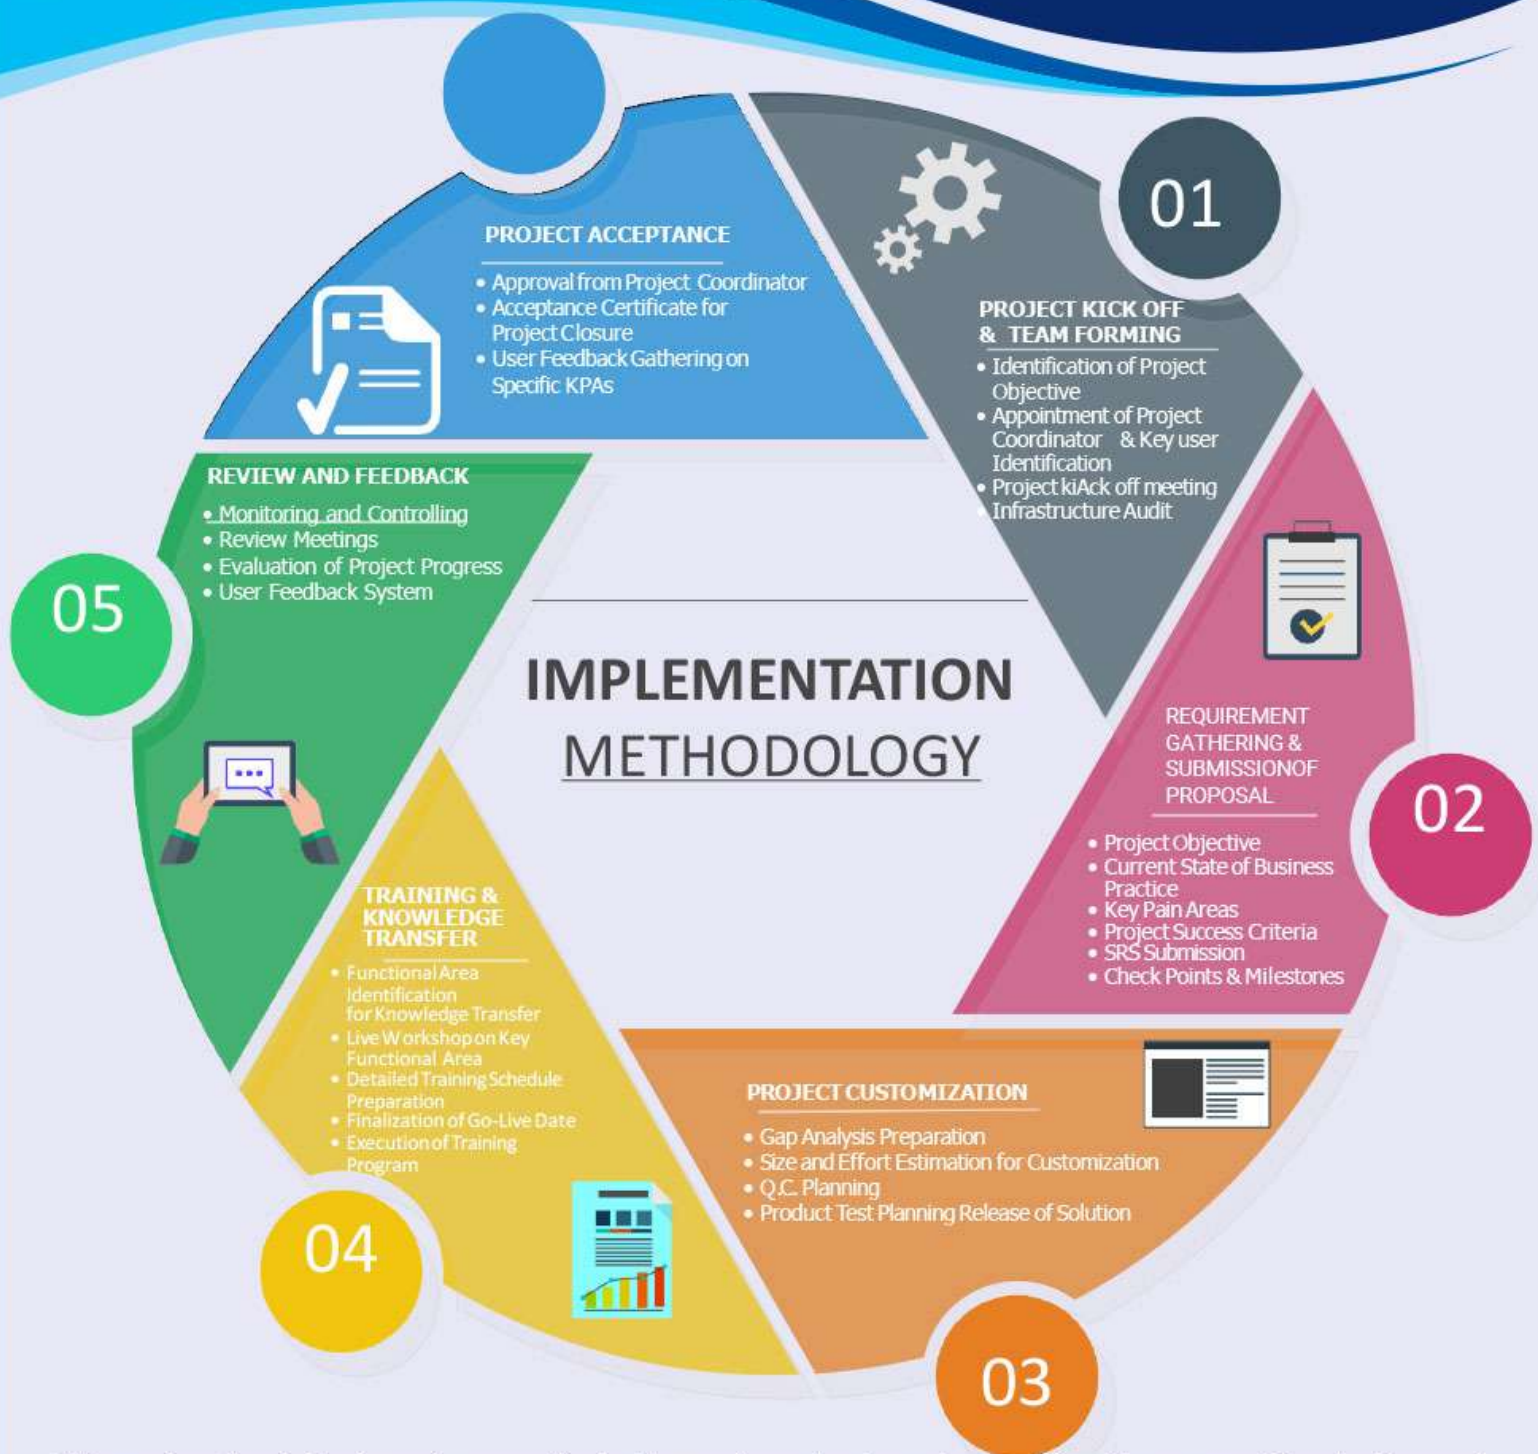 IMPLEMENTATION
METHODOLOGY
01
PROJECT KICK OFF
& TEAM FORMING
• Identification of Project
Objective
• Appointment of Project
Coordinator & Key user
Identification
• Project kiAck off meeting
• Infrastructure Audit
02
REQUIREMENT
GATHERING &
SUBMISSIONOF
PROPOSAL
• Project Objective
• Current State of Business
Practice
• Key Pain Areas
• Project Success Criteria
• SRS Submission
• Check Points & Milestones
03
PROJECT CUSTOMIZATION
• Gap Analysis Preparation
• Size and Effort Estimation for Customization
• Q.C. Planning
• Product Test Planning Release of Solution
04
TRAINING &
KNOWLEDGE
TRANSFER
• Functional Area
Identification
for Knowledge Transfer
• Live Workshop on Key
Functional Area
• Detailed Training Schedule
Preparation
• Finalization of Go-Live Date
• Execution of Training
Program
05
REVIEW AND FEEDBACK
• Monitoring and Controlling
• Review Meetings
• Evaluation of Project Progress
• User Feedback System
PROJECT ACCEPTANCE
• Approval from Project Coordinator
• Acceptance Certificate for
Project Closure
• User Feedback Gathering on
Specific KPAs